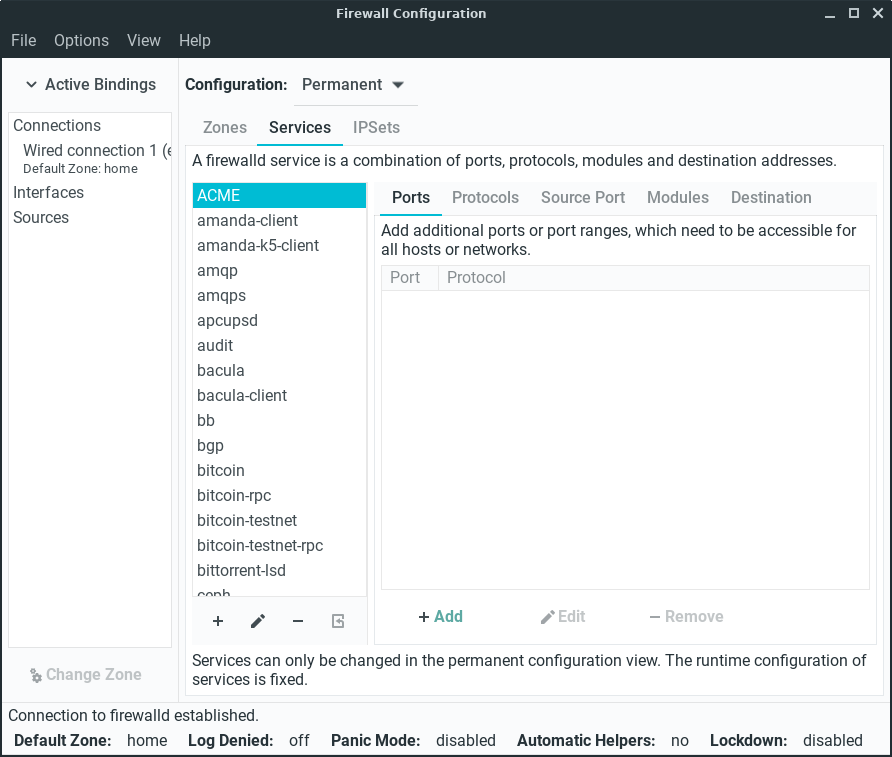 Firewall Configuration
File Options View Help
Active Bindings
Connections
Wired connection 1 (e
Default Zone: home
Interfaces
Sources
Change Zone
Configuration: Permanent
Zones Services IPSets
A firewalld service is a combination of ports, protocols, modules and destination addresses.
ACME
amanda-client
amanda-k5-client
amqp
amqps
apcupsd
audit
bacula
bacula-client
bb
bgp
bitcoin
bitcoin-rpc
bitcoin-testnet
bitcoin-testnet-rpc
bittorrent-lsd
ceph
Ports Protocols Source Port Modules Destination
Add additional ports or port ranges, which need to be accessible for
all hosts or networks.
Port Protocol
Add Edit Remove
Services can only be changed in the permanent configuration view. The runtime configuration of
services is fixed.
Connection to firewalld established.
Default Zone: home Log Denied: off Panic Mode: disabled Automatic Helpers: no Lockdown: disabled